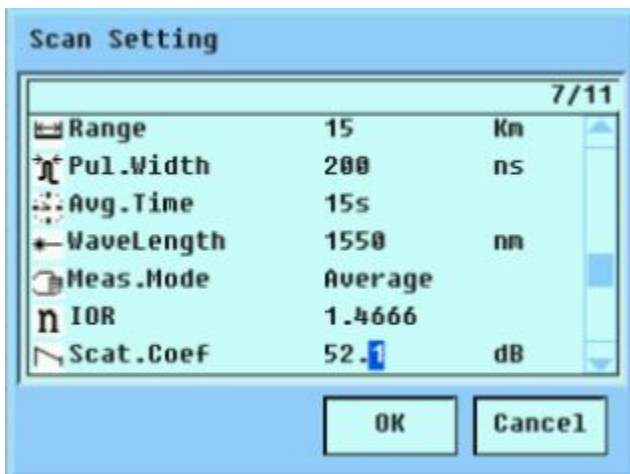 Scan Setting
7/11
Range 15 Km
Pul.Width 200 ns
Avg.Time 15s
WaveLength 1550 nm
Meas.Mode Average
n IOR 1.4666
Scat.Coef 52.1 dB
OK Cancel